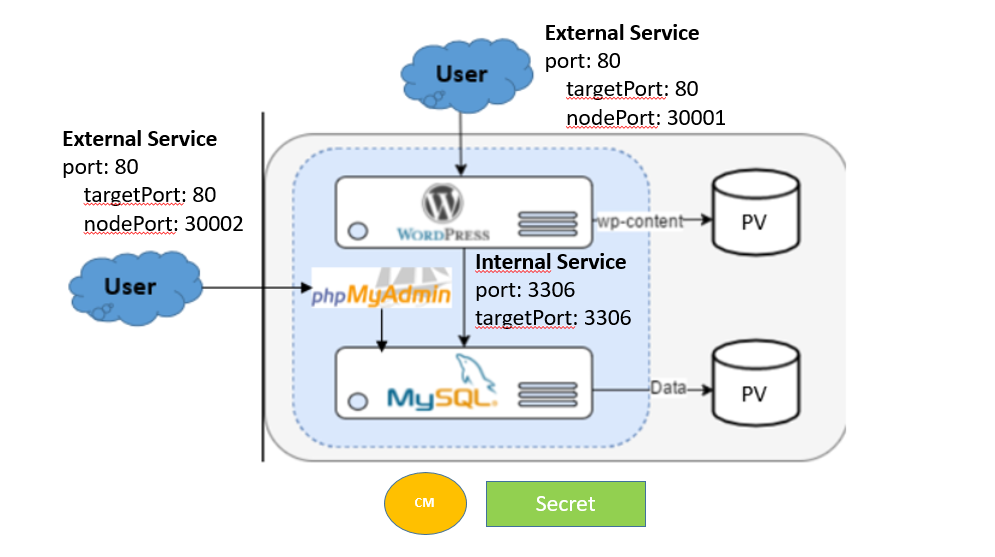 External Service
port: 80
targetPort: 80
nodePort: 30001
User
External Service
port: 80
targetPort: 80
nodePort: 30002
User
WORDPRESS
wp-content
PV
Internal Service
port: 3306
targetPort: 3306
phpMyAdmin
MySQL
Data
PV
CM
Secret